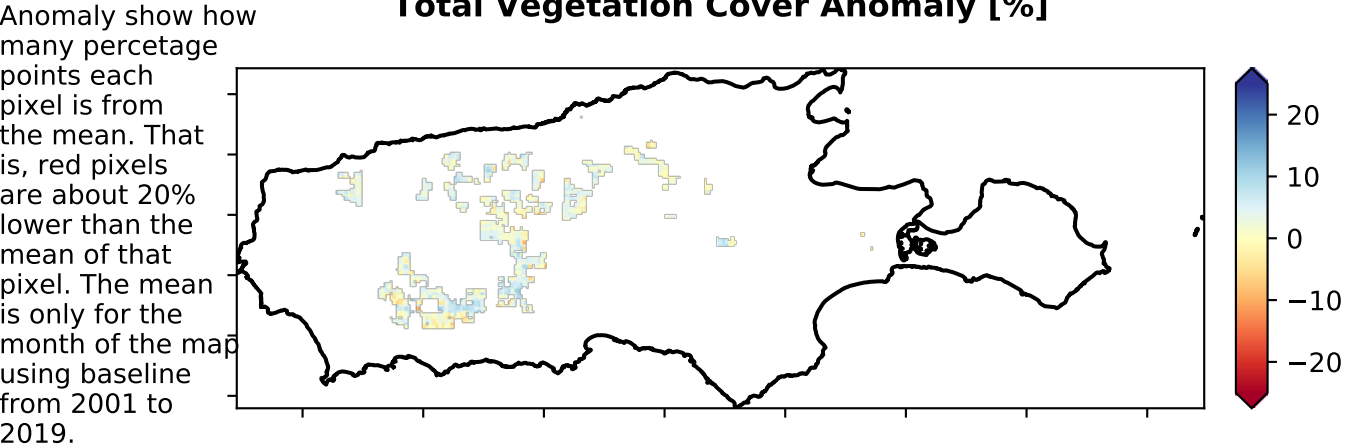 Total Vegetation Cover Anomaly [%]
Anomaly show how
many percetage
points each
pixel is from
the mean. That
is, red pixels
are about 20%
lower than the
mean of that
pixel. The mean
is only for the
month of the map
using baseline
from 2001 to
2019.
20
10
0
−10
−20